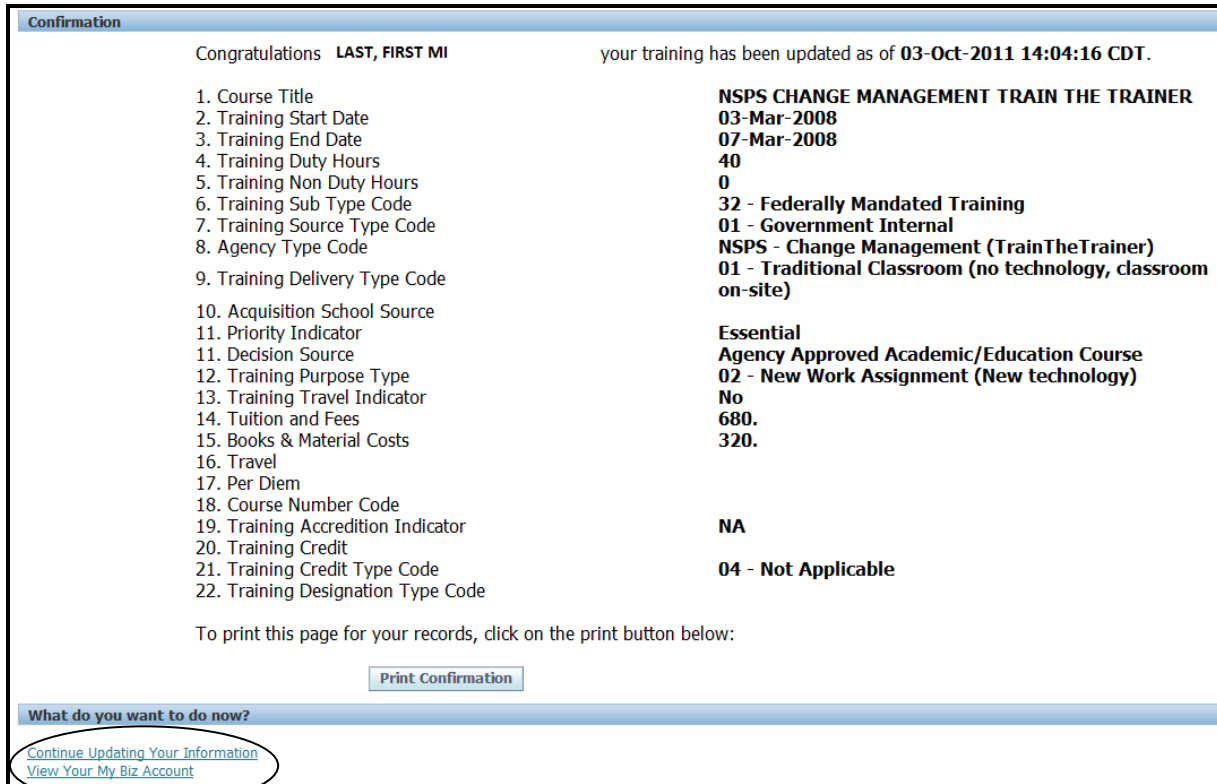 Confirmation
Congratulations LAST, FIRST MI your training has been updated as of 03-Oct-2011 14:04:16 CDT.
1. Course Title NSPS CHANGE MANAGEMENT TRAIN THE TRAINER
2. Training Start Date 03-Mar-2008
3. Training End Date 07-Mar-2008
4. Training Duty Hours 40
5. Training Non Duty Hours 0
6. Training Sub Type Code 32 - Federally Mandated Training
7. Training Source Type Code 01 - Government Internal
8. Agency Type Code NSPS - Change Management (TrainTheTrainer)
9. Training Delivery Type Code 01 - Traditional Classroom (no technology, classroom
on-site)
10. Acquisition School Source
11. Priority Indicator Essential
11. Decision Source Agency Approved Academic/Education Course
12. Training Purpose Type 02 - New Work Assignment (New technology)
13. Training Travel Indicator No
14. Tuition and Fees 680.
15. Books & Material Costs 320.
16. Travel
17. Per Diem
18. Course Number Code
19. Training Accredition Indicator NA
20. Training Credit
21. Training Credit Type Code 04 - Not Applicable
22. Training Designation Type Code
To print this page for your records, click on the print button below:
Print Confirmation
What do you want to do now?
Continue Updating Your Information
View Your My Biz Account